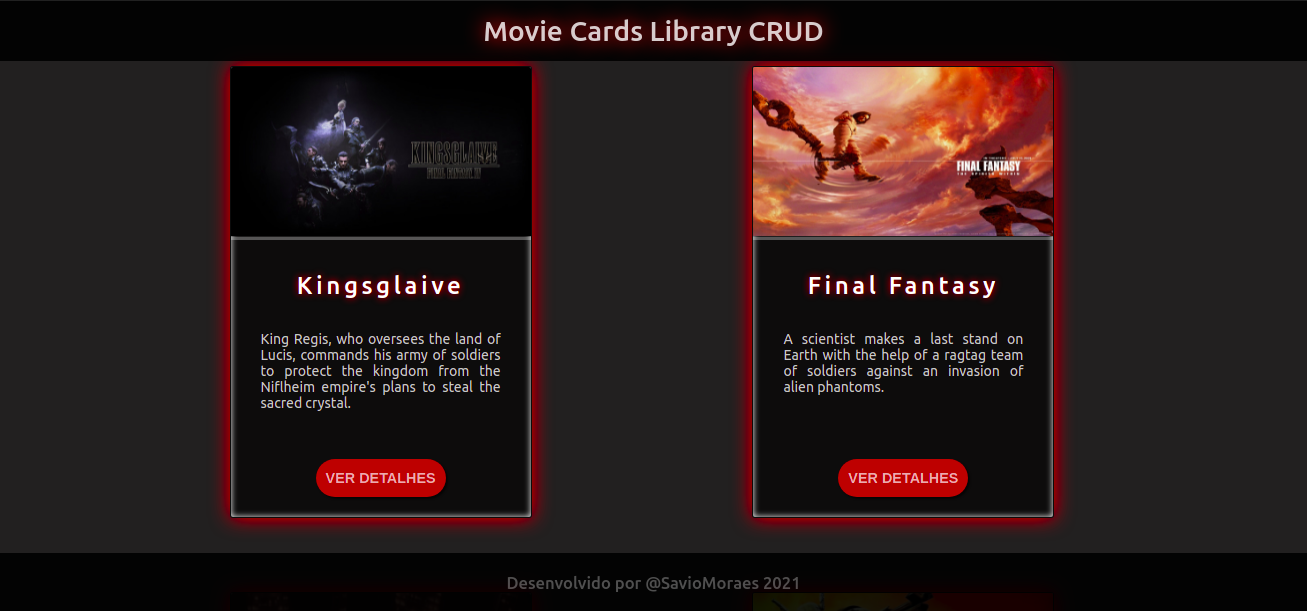 Movie Cards Library CRUD
KINGSGLAIVE
FINAL FANTASY XV
FINAL FANTASY
THE SPIRITS WITHIN
Kingsglaive
King Regis, who oversees the land of
Lucis, commands his army of soldiers
to protect the kingdom from the
Niflheim empire's plans to steal the
sacred crystal.
VER DETALHES
Final Fantasy
A scientist makes a last stand on
Earth with the help of a ragtag team
of soldiers against an invasion of
alien phantoms.
VER DETALHES
Desenvolvido por @SavioMoraes 2021